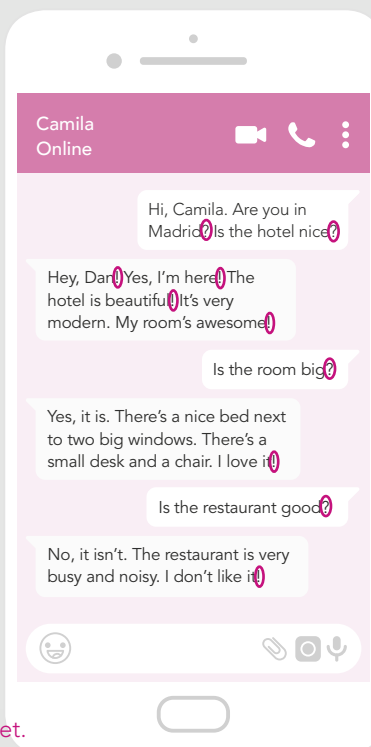 Camila
Online
Hi, Camila. Are you in
Madrid? Is the hotel nice?
Hey, Dan! Yes, I'm here! The
hotel is beautiful! It's very
modern. My room's awesome!
Is the room big?
Yes, it is. There's a nice bed next
to two big windows. There's a
small desk and a chair. I love it!
Is the restaurant good?
No, it isn't. The restaurant is very
busy and noisy. I don't like it!
et.